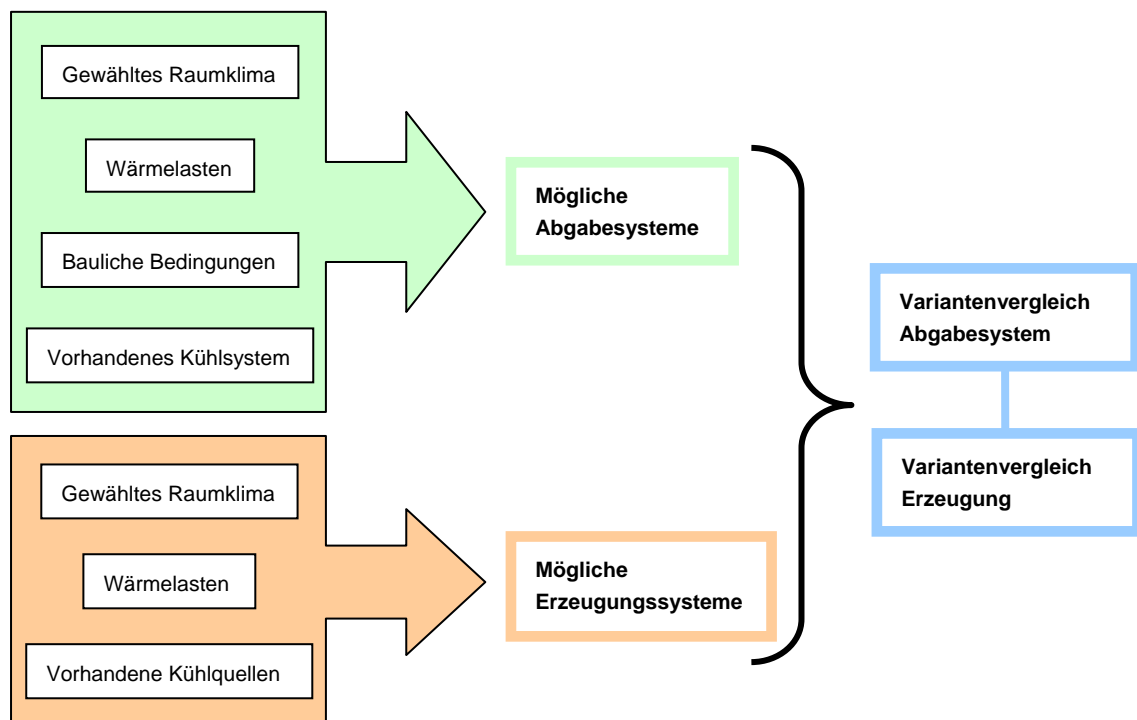 Gewähltes Raumklima
Wärmelasten
Bauliche Bedingungen
Vorhandenes Kühlsystem
Mögliche
Abgabesysteme
Gewähltes Raumklima
Wärmelasten
Vorhandene Kühlquellen
Mögliche
Erzeugungssysteme
Variantenvergleich
Abgabesystem
Variantenvergleich
Erzeugung